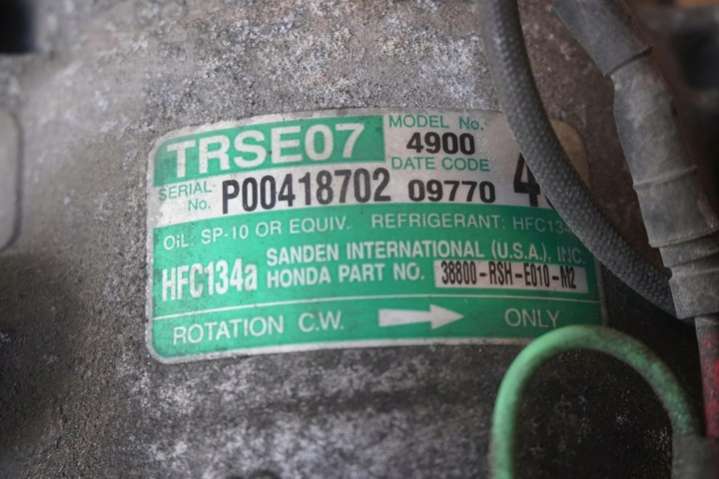 TRSE07
MODEL No.
4900
DATE CODE
SERIAL No. P00418702 09770
OIL: SP-10 OR EQUIV. REFRIGERANT:
HFC134a SANDEN INTERNATIONAL (U.S.A.), INC.
HONDA PART NO. 38800-RSH-E010-M2
ROTATION C.W. ONLY